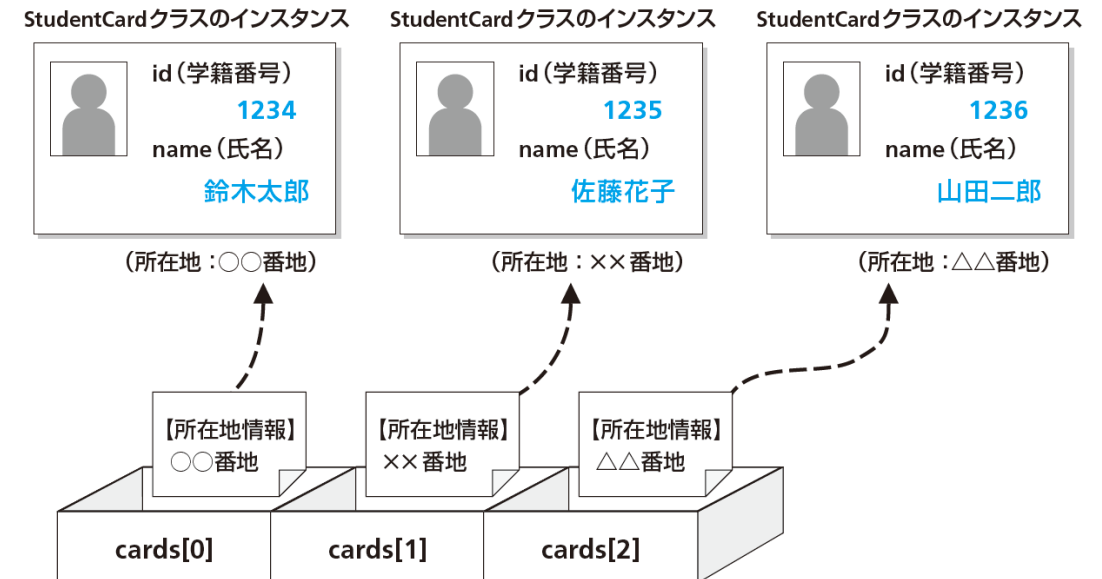 StudentCardクラスのインスタンス
id（学籍番号）
1234
name（氏名）
鈴木太郎
（所在地：○○番地）
StudentCardクラスのインスタンス
id（学籍番号）
1235
name（氏名）
佐藤花子
（所在地：××番地）
StudentCardクラスのインスタンス
id（学籍番号）
1236
name（氏名）
山田二郎
（所在地：△△番地）
【所在地情報】
○○番地
【所在地情報】
××番地
【所在地情報】
△△番地
cards[0]
cards[1]
cards[2]